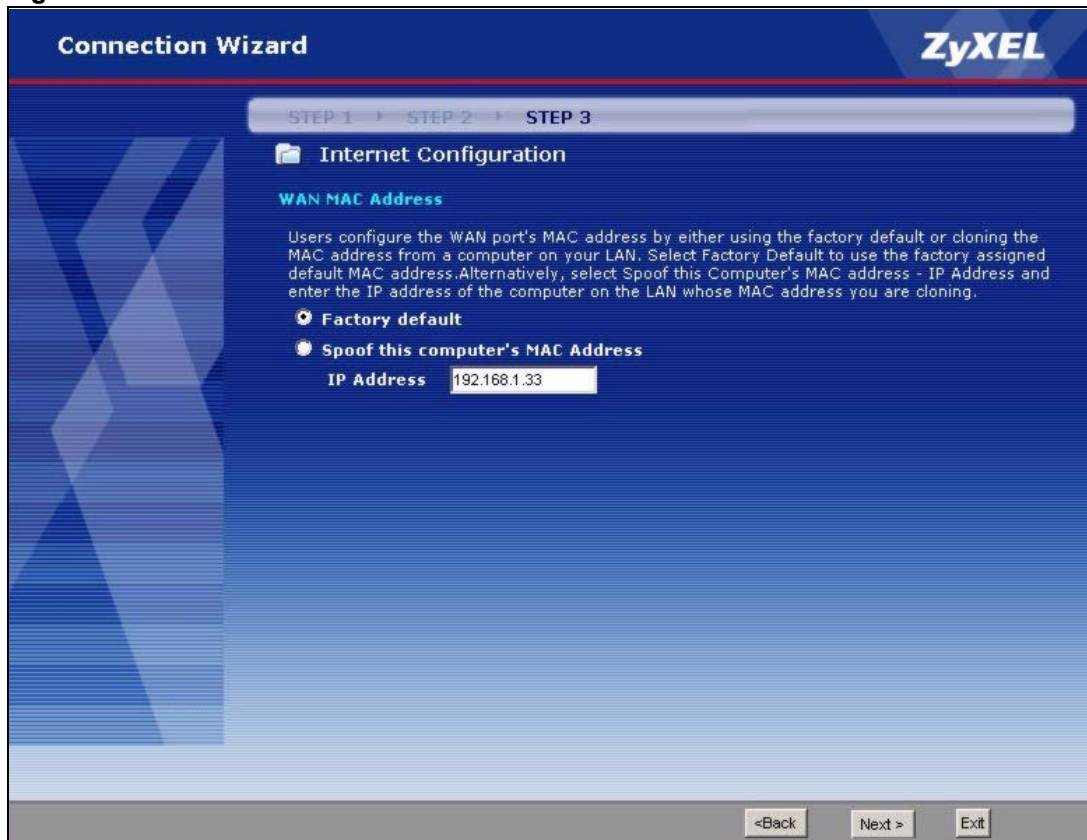 Connection Wizard
ZyXEL
STEP 1 STEP 2 STEP 3
Internet Configuration
WAN MAC Address
Users configure the WAN port's MAC address by either using the factory default or cloning the
MAC address from a computer on your LAN. Select Factory Default to use the factory assigned
default MAC address.Alternatively, select Spoof this Computer's MAC address - IP Address and
enter the IP address of the computer on the LAN whose MAC address you are cloning.
Factory default
Spoof this computer's MAC Address
IP Address 192.168.1.33
<Back Next > Exit